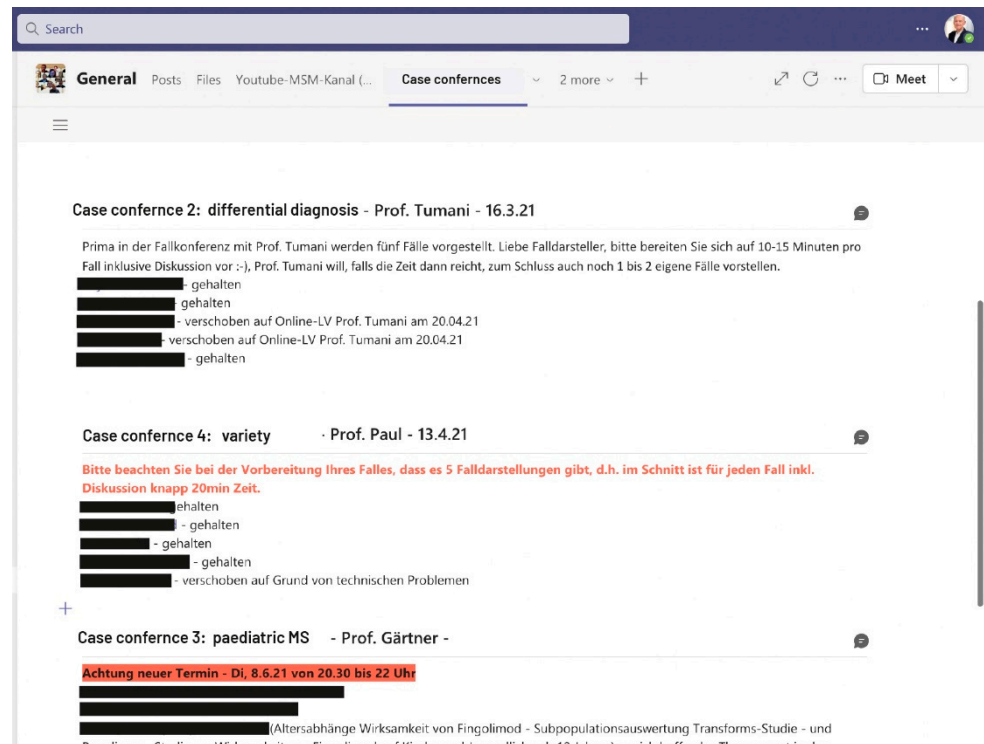 Search
General Posts Files Youtube-MSM-Kanal (... Case confernces 2 more Meet
Case confernce 2: differential diagnosis - Prof. Tumani - 16.3.21
Prima in der Fallkonferenz mit Prof. Tumani werden fünf Fälle vorgestellt. Liebe Falldarsteller, bitte bereiten Sie sich auf 10-15 Minuten pro
Fall inklusive Diskussion vor :-), Prof. Tumani will, falls die Zeit dann reicht, zum Schluss auch noch 1 bis 2 eigene Fälle vorstellen.
- gehalten
gehalten
- verschoben auf Online-LV Prof. Tumani am 20.04.21
- verschoben auf Online-LV Prof. Tumani am 20.04.21
- gehalten
Case confernce 4: variety - Prof. Paul - 13.4.21
Bitte beachten Sie bei der Vorbereitung Ihres Falles, dass es 5 Falldarstellungen gibt, d.h. im Schnitt ist für jeden Fall inkl.
Diskussion knapp 20min Zeit.
gehalten
- gehalten
- gehalten
- gehalten
- verschoben auf Grund von technischen Problemen
Case confernce 3: paediatric MS - Prof. Gärtner -
Achtung neuer Termin - Di, 8.6.21 von 20.30 bis 22 Uhr
(Altersabhänge Wirksamkeit von Fingolimod - Subpopulationsauswertung Transforms-Studie - und